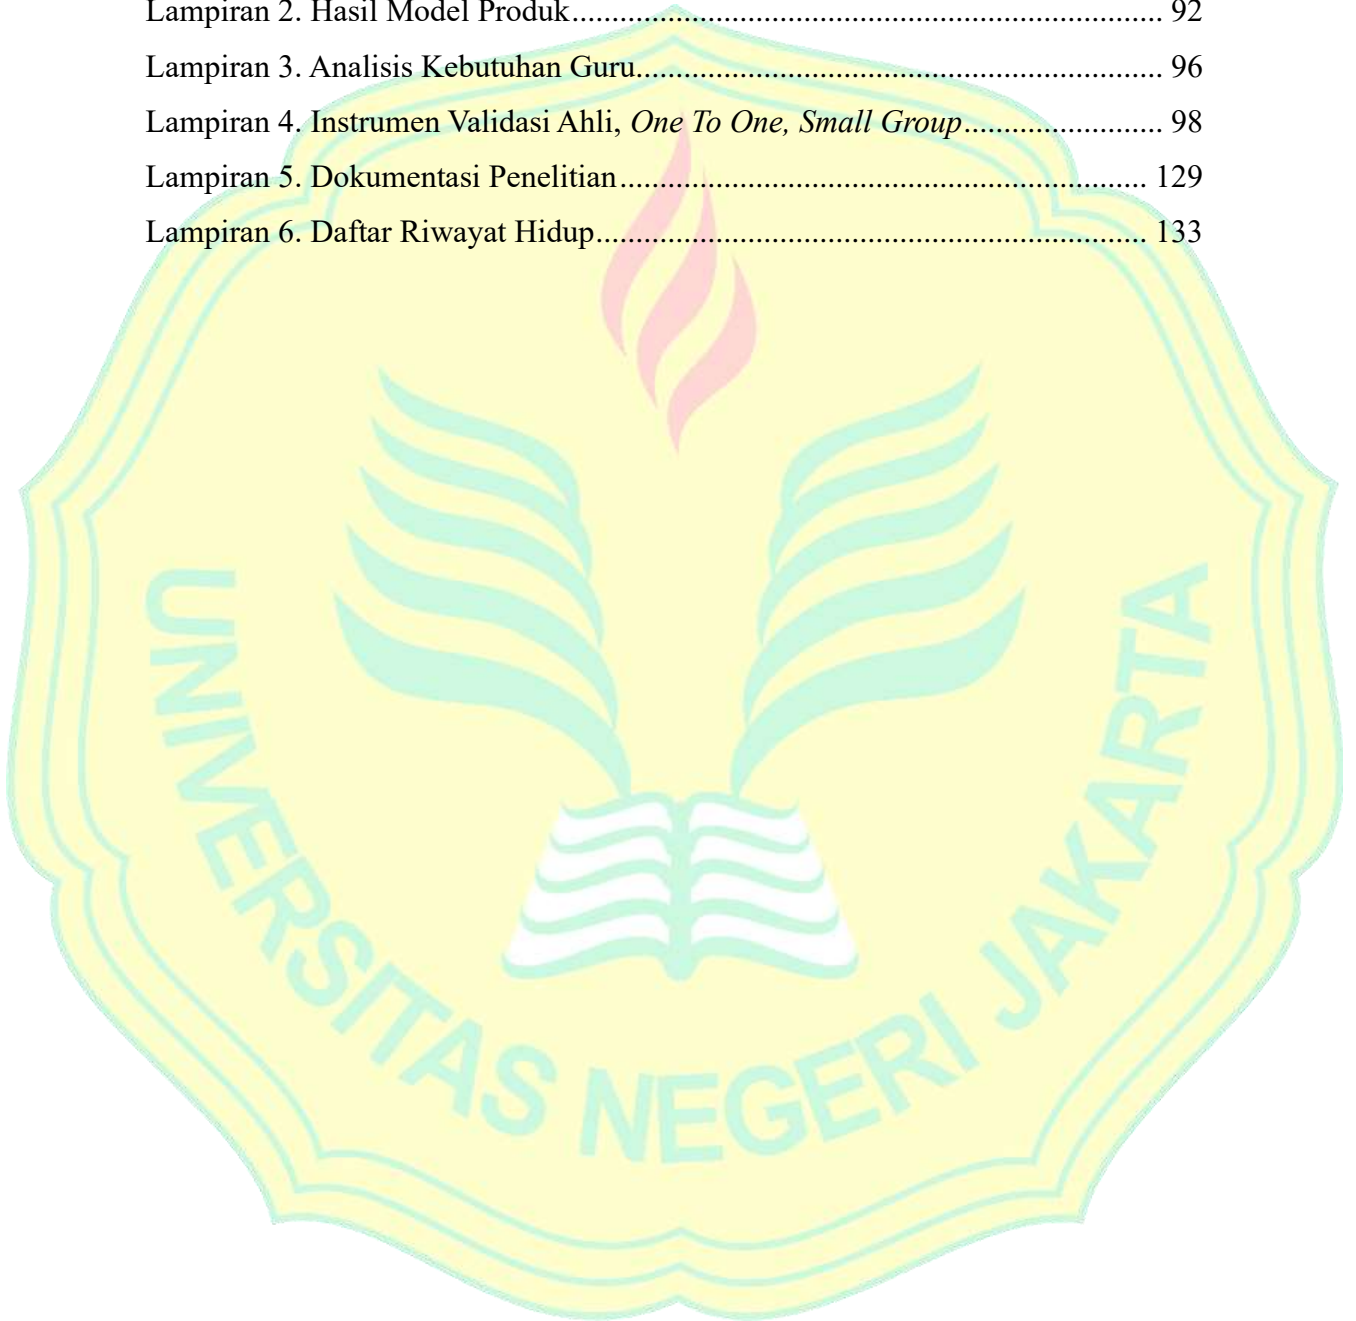 Lampiran 2. Hasil Model Produk......................................................................... 92
Lampiran 3. Analisis Kebutuhan Guru................................................................. 96
Lampiran 4. Instrumen Validasi Ahli, One To One, Small Group......................... 98
Lampiran 5. Dokumentasi Penelitian................................................................. 129
Lampiran 6. Daftar Riwayat Hidup.................................................................... 133
UNIVERSITAS NEGERI JAKARTA